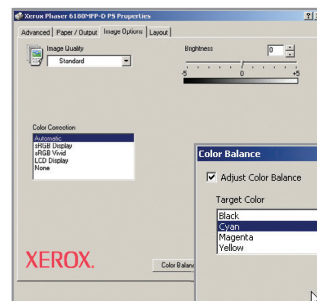 Xerox Phaser 6180MFP-D PS Properties
Advanced Paper / Output Image Options Layout
Image Quality
Standard
Brightness
0
-5 0 +5
Color Correction
Automatic
sRGB Display
sRGB Vivid
LCD Display
None
Color Balance
Adjust Color Balance
Target Color
Black
Cyan
Magenta
Yellow
XEROX.
Color Balan